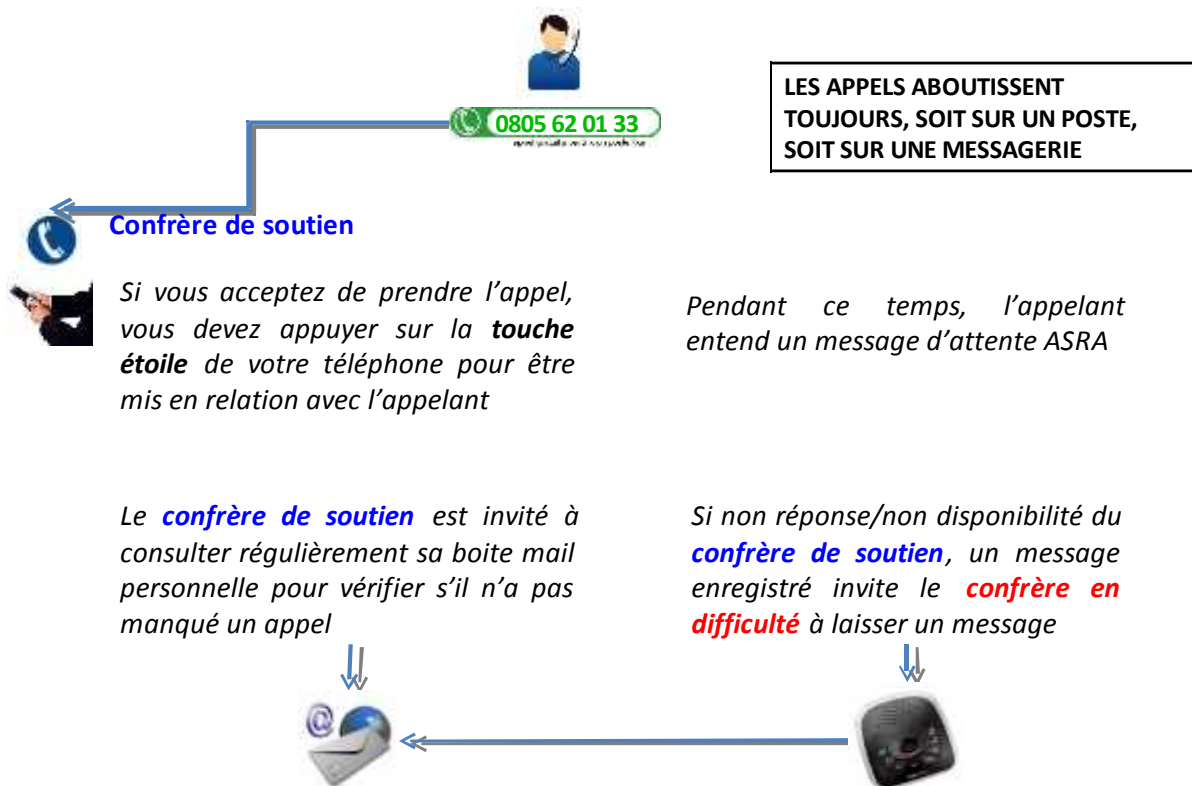 0805 62 01 33
LES APPELS ABOUTISSENT
TOUJOURS, SOIT SUR UN POSTE,
SOIT SUR UNE MESSAGERIE
Confrère de soutien
Si vous acceptez de prendre l’appel,
vous devez appuyer sur la touche
étoile de votre téléphone pour être
mis en relation avec l’appelant
Pendant ce temps, l’appelant
entend un message d’attente ASRA
Le confrère de soutien est invité à
consulter régulièrement sa boite mail
personnelle pour vérifier s’il n’a pas
manqué un appel
Si non réponse/non disponibilité du
confrère de soutien, un message
enregistré invite le confrère en
difficulté à laisser un message
@